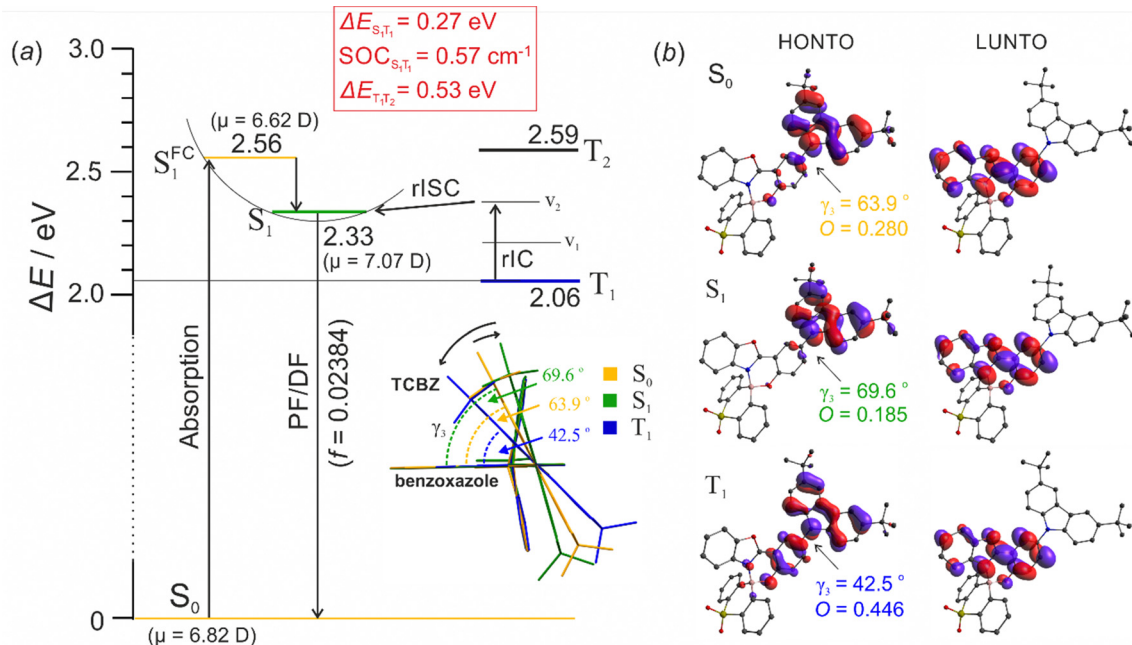 (a)
ΔE_S₁T₁ = 0.27 eV
SOC_S₁T₁ = 0.57 cm⁻¹
ΔE_T₁T₂ = 0.53 eV
3.0
2.5
2.0
0
ΔE / eV
(μ = 6.62 D)
2.56
S₁^FC
S₁
2.33
(μ = 7.07 D)
rISC
2.59
T₂
v₂
v₁
rIC
T₁
2.06
Absorption
PF/DF
(f = 0.02384)
TCBZ
γ₃
69.6 °
63.9 °
42.5 °
benzoxazole
S₀
S₁
T₁
S₀
(μ = 6.82 D)
(b)
HONTO
LUNTO
S₀
γ₃ = 63.9 °
O = 0.280
S₁
γ₃ = 69.6 °
O = 0.185
T₁
γ₃ = 42.5 °
O = 0.446